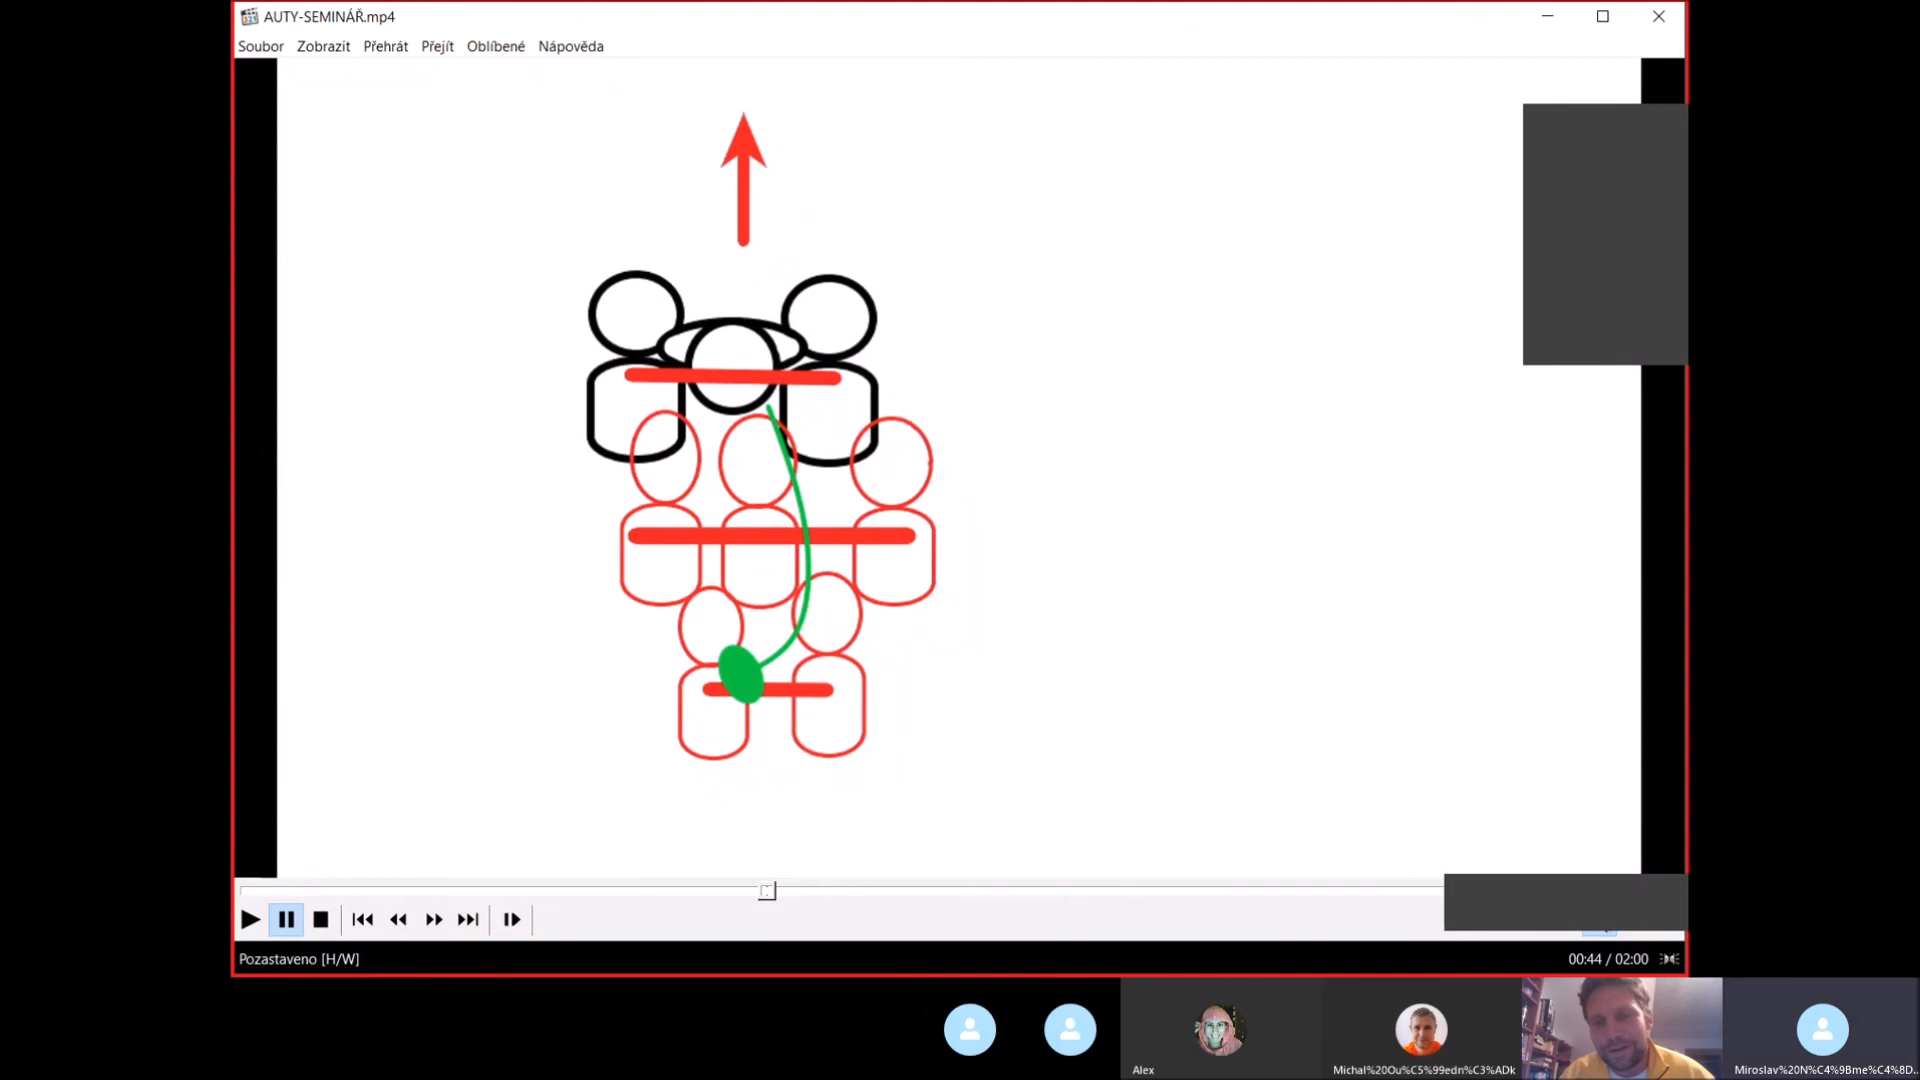 AUTY-SEMINÁŘ.mp4
Soubor Zobrazit Přehrát Přejít Oblíbené Nápověda
Pozastaveno [H/W]
00:44 / 02:00
Alex
Michal%20Ou%C5%99edn%C3%ADk
Miroslav%20N%C4%9Bme%C4%8D...